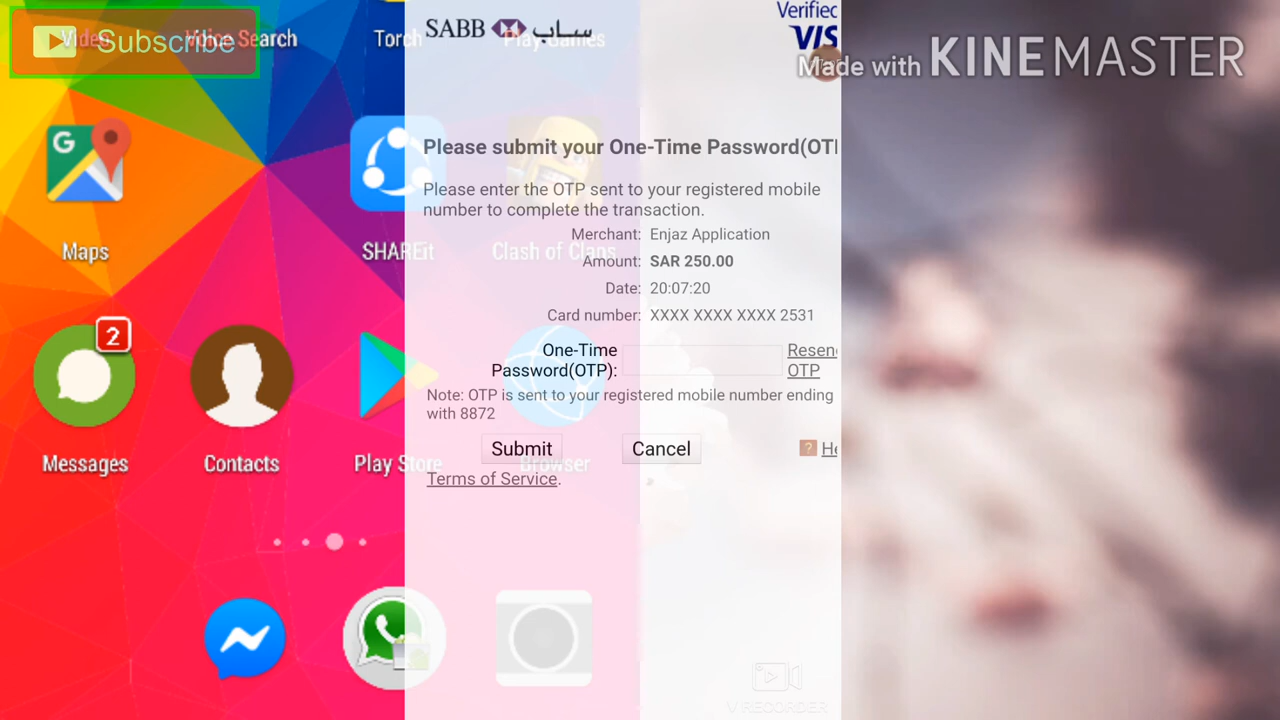 Video
Subscribe
Voice Search
Torch
SABB ساب
Play Games
Verified
VIS
Made with KINEMASTER
Please submit your One-Time Password(OT
Please enter the OTP sent to your registered mobile
number to complete the transaction.
Merchant: Enjaz Application
Amount: SAR 250.00
Date: 20:07:20
Card number: XXXX XXXX XXXX 2531
One-Time
Password(OTP):
Resen
OTP
Note: OTP is sent to your registered mobile number ending
with 8872
Submit
Cancel
He
Terms of Service.
G
Maps
SHAREit
Clash of Clans
2
Messages
Contacts
Play Store
Browser
V RECORDER